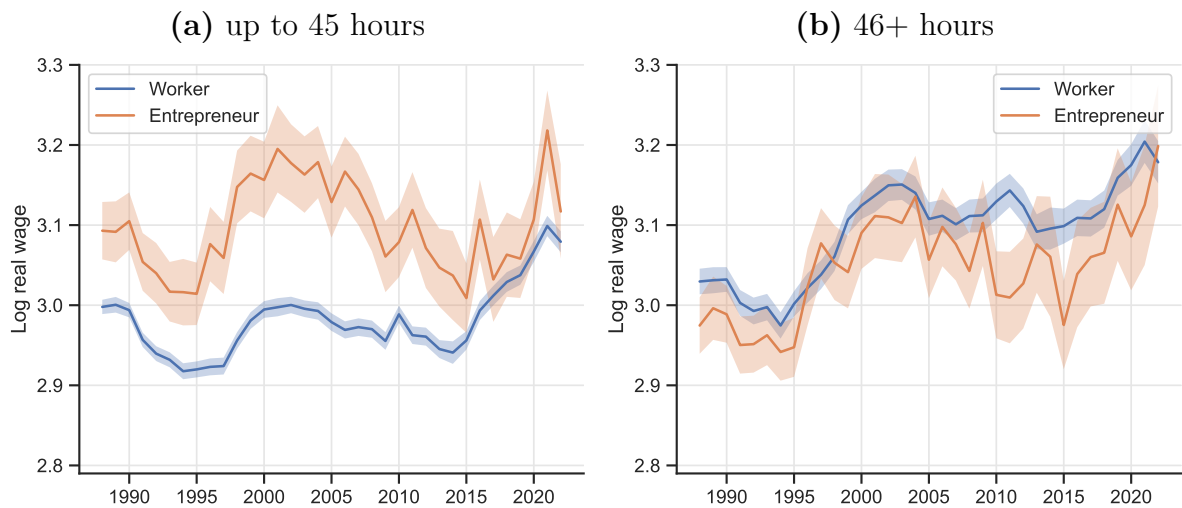 (a) up to 45 hours
3.3
3.2
3.1
3.0
2.9
2.8
Log real wage
Worker
Entrepreneur
1990 1995 2000 2005 2010 2015 2020
(b) 46+ hours
3.3
3.2
3.1
3.0
2.9
2.8
Log real wage
Worker
Entrepreneur
1990 1995 2000 2005 2010 2015 2020